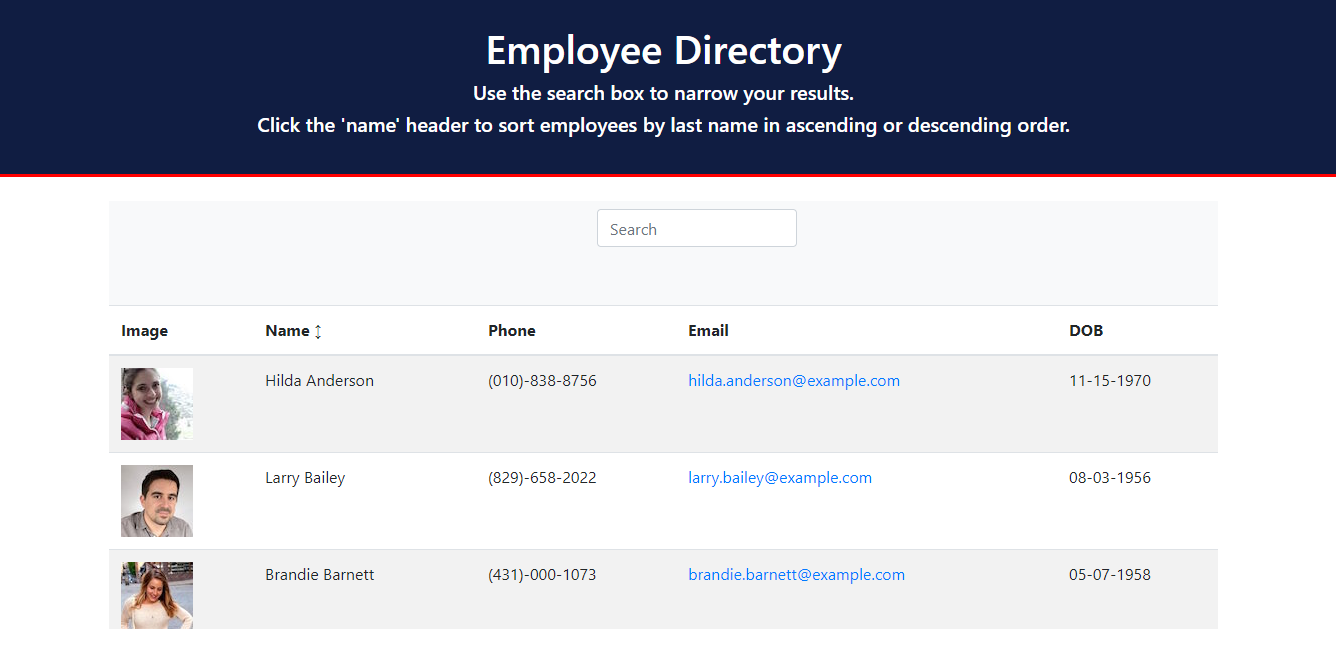 Employee Directory
Use the search box to narrow your results.
Click the 'name' header to sort employees by last name in ascending or descending order.
Search
Image Name ↕ Phone Email DOB
Hilda Anderson (010)-838-8756 hilda.anderson@example.com 11-15-1970
Larry Bailey (829)-658-2022 larry.bailey@example.com 08-03-1956
Brandie Barnett (431)-000-1073 brandie.barnett@example.com 05-07-1958